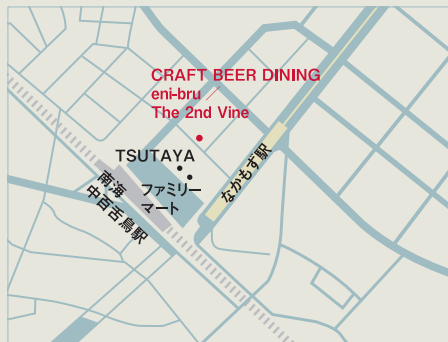 CRAFT BEER DINING
eni-bru
The 2nd Vine
TSUTAYA
ファミリー
マート
なかもず駅
南海
中百舌鳥駅